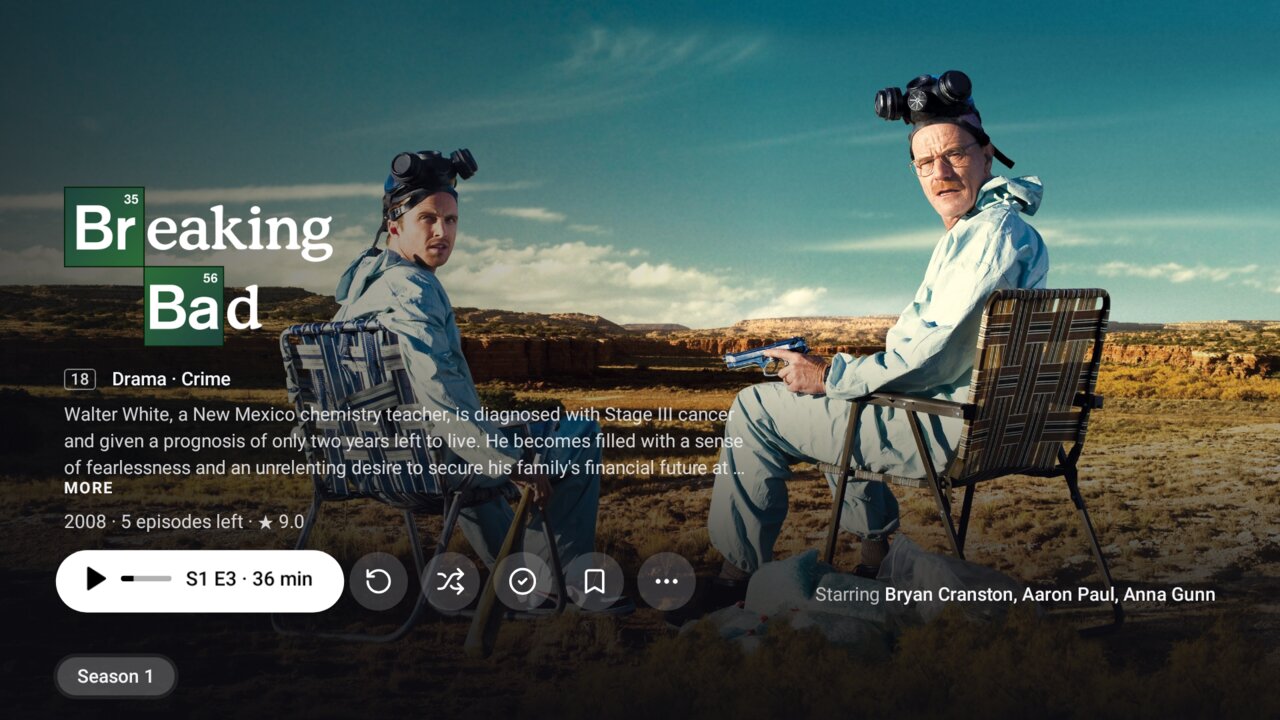 35
Breaking
56
Bad
18 Drama · Crime
Walter White, a New Mexico chemistry teacher, is diagnosed with Stage III cancer
and given a prognosis of only two years left to live. He becomes filled with a sense
of fearlessness and an unrelenting desire to secure his family's financial future at ...
MORE
2008 · 5 episodes left · ★ 9.0
S1 E3 · 36 min
Starring Bryan Cranston, Aaron Paul, Anna Gunn
Season 1